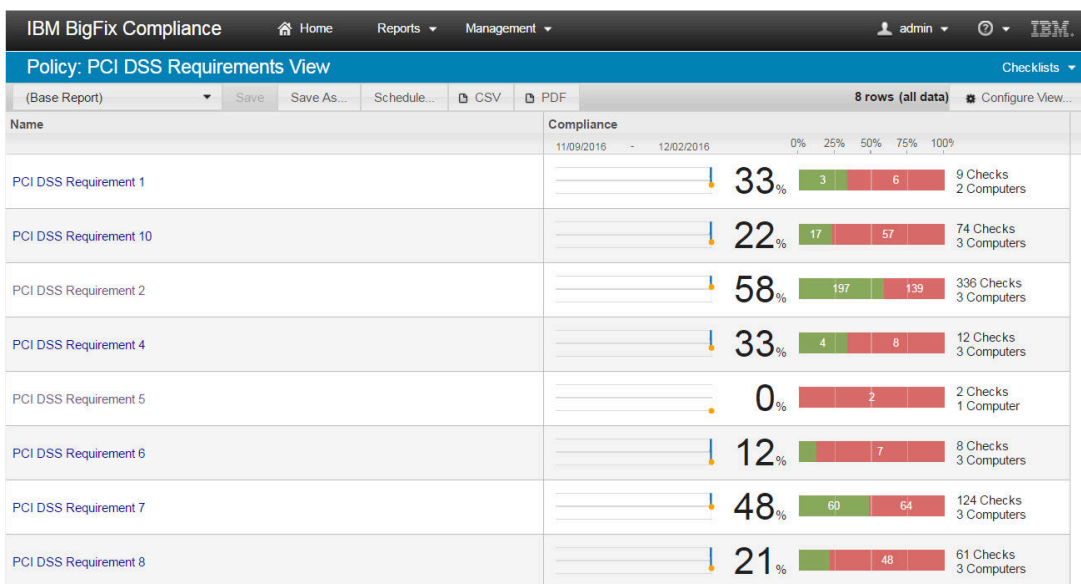 IBM BigFix Compliance Home Reports Management admin IBM.
Policy: PCI DSS Requirements View Checklists
(Base Report) Save Save As... Schedule... CSV PDF 8 rows (all data) Configure View...
Name Compliance
11/09/2016 - 12/02/2016 0% 25% 50% 75% 100%
PCI DSS Requirement 1 33% 3 6 9 Checks
2 Computers
PCI DSS Requirement 10 22% 17 57 74 Checks
3 Computers
PCI DSS Requirement 2 58% 197 139 336 Checks
3 Computers
PCI DSS Requirement 4 33% 4 8 12 Checks
3 Computers
PCI DSS Requirement 5 0% 2 2 Checks
1 Computer
PCI DSS Requirement 6 12% 7 8 Checks
3 Computers
PCI DSS Requirement 7 48% 60 64 124 Checks
3 Computers
PCI DSS Requirement 8 21% 48 61 Checks
3 Computers